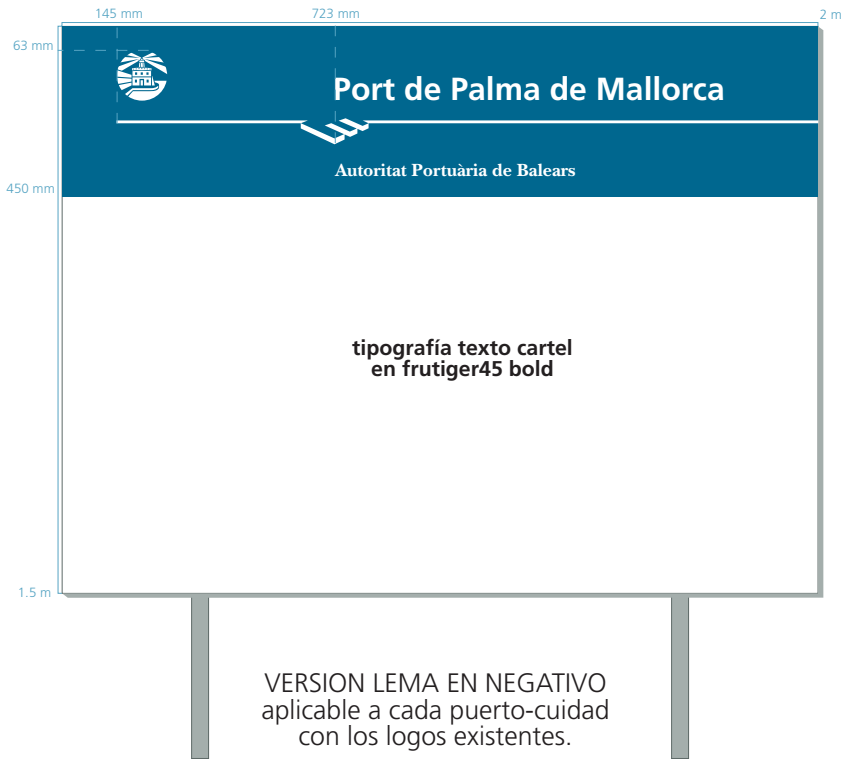 145 mm
723 mm
2 m
63 mm
Port de Palma de Mallorca
Autoritat Portuària de Balears
450 mm
tipografía texto cartel
en frutiger45 bold
1.5 m
VERSION LEMA EN NEGATIVO
aplicable a cada puerto-cuidad
con los logos existentes.